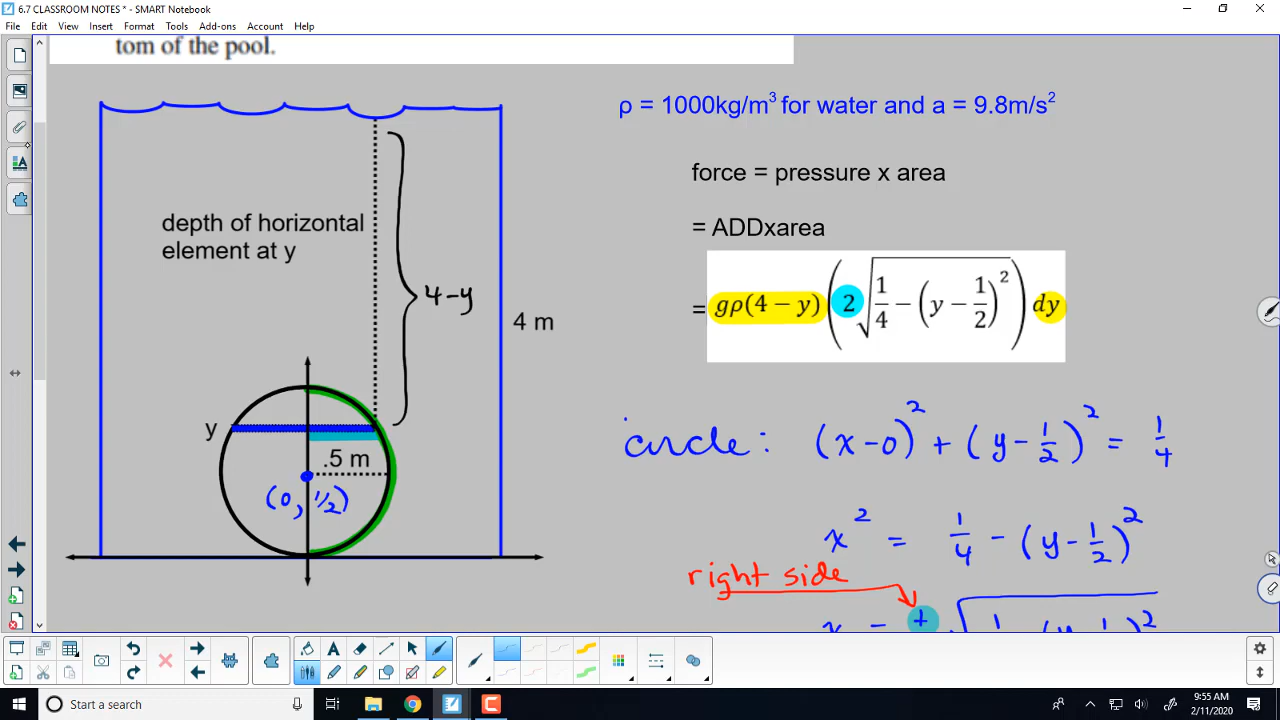 6.7 CLASSROOM NOTES * - SMART Notebook
File Edit View Insert Format Tools Add-ons Account Help
tom of the pool.
ρ = 1000kg/m³ for water and a = 9.8m/s²
force = pressure x area
= ADDxarea
= gρ(4 − y) (2√(1/4 − (y − 1/2)²)) dy
depth of horizontal
element at y
4-y
4 m
y
.5 m
(0, 1/2)
circle: (x-0)² + (y-1/2)² = 1/4
x² = 1/4 - (y-1/2)²
right side
Start a search
9:55 AM
2/11/2020